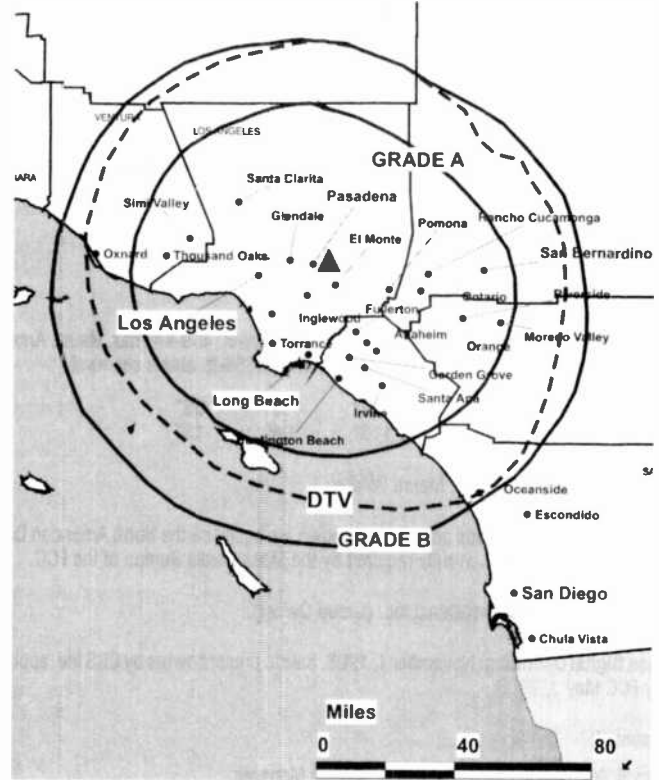 VENTURA
LOS ANGELES
GRADE A
Santa Clarita
Pasadena
Simi Valley
Glendale
Pomona
Rancho Cucamonga
El Monte
San Bernardino
Oxnard
Thousand Oaks
Ontario
Riverside
Los Angeles
Inglewood
Fullerton
Anaheim
Moreno Valley
Torrance
Orange
Garden Grove
Long Beach
Santa Ana
Irvine
Huntington Beach
DTV
Oceanside
GRADE B
Escondido
San Diego
Chula Vista
Miles
0 40 80